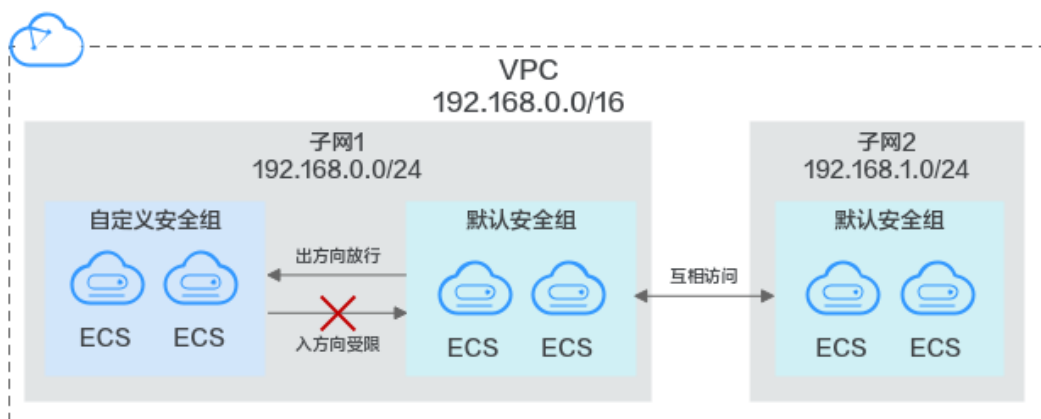 VPC
192.168.0.0/16
子网1
192.168.0.0/24
自定义安全组
ECS
ECS
出方向放行
入方向受限
默认安全组
ECS
ECS
互相访问
子网2
192.168.1.0/24
默认安全组
ECS
ECS